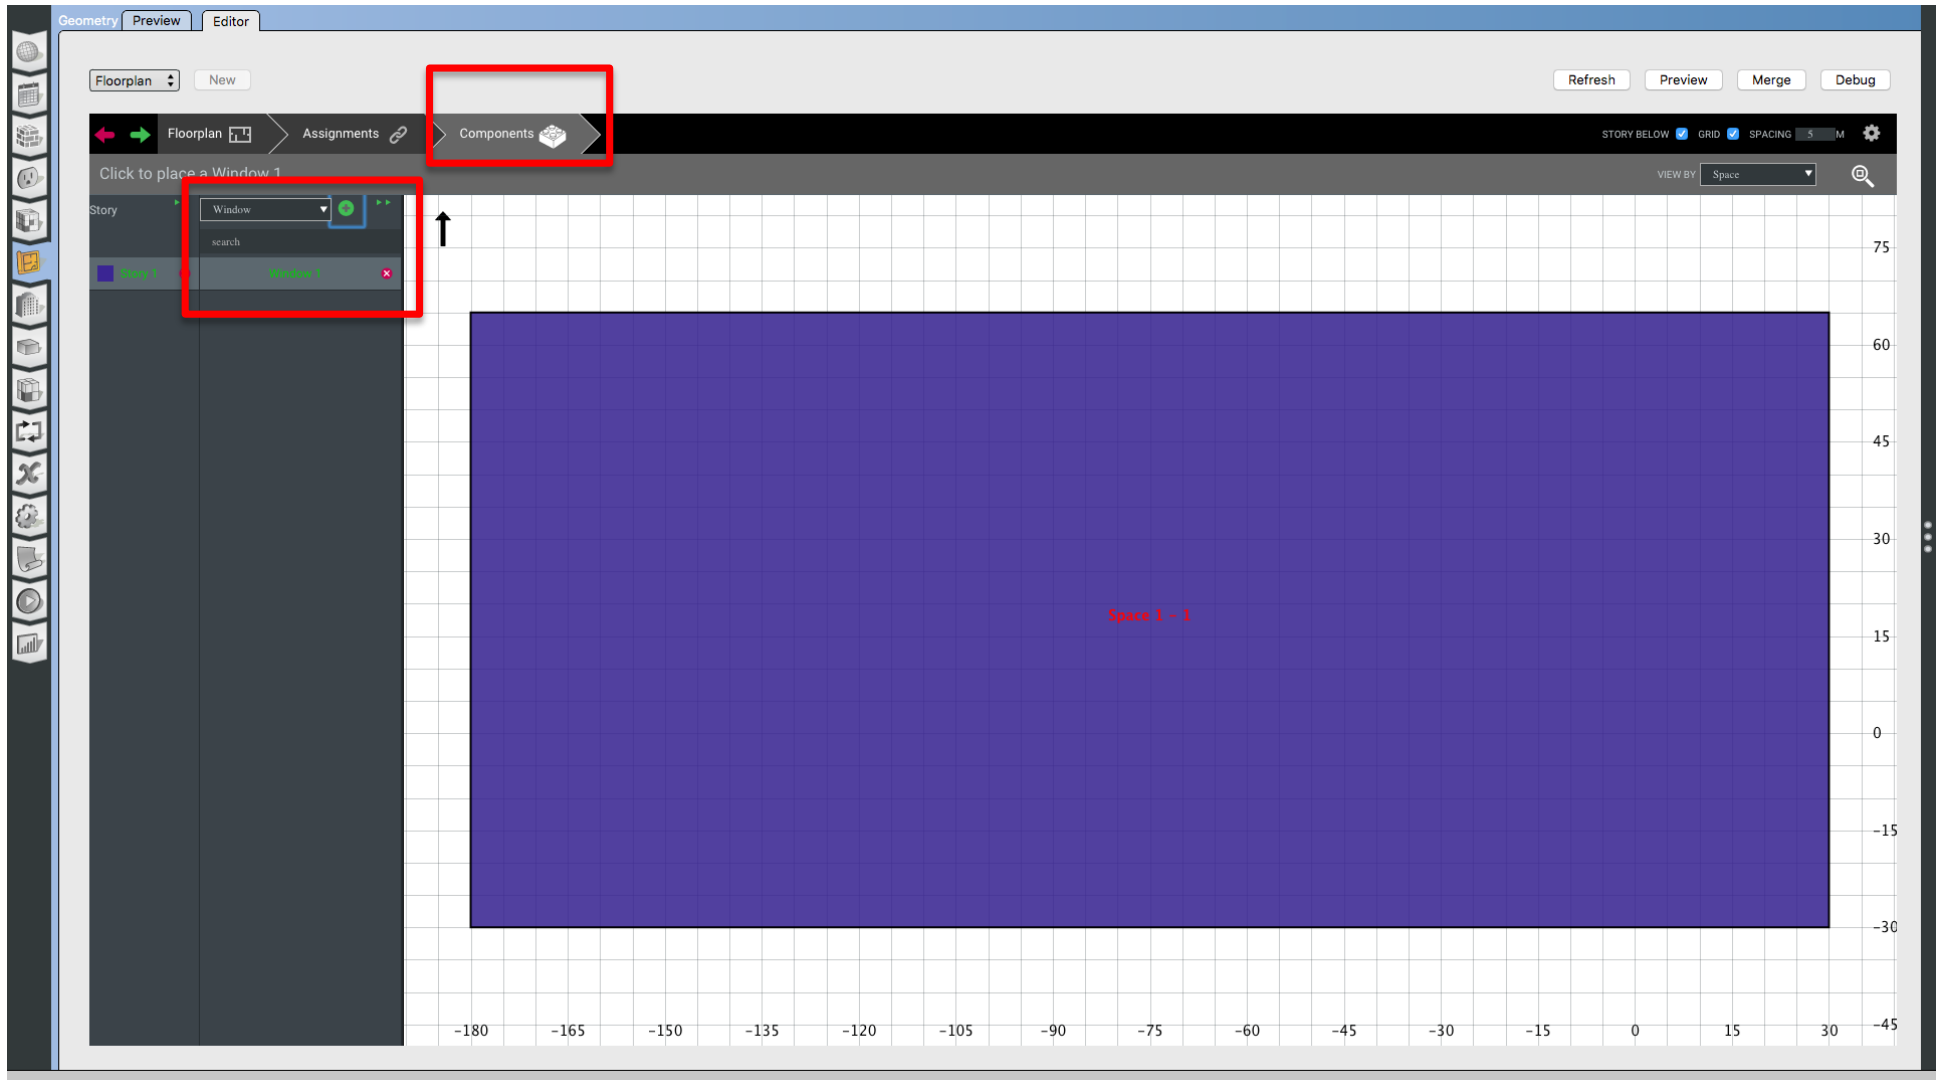 Geometry Preview Editor
Floorplan New Refresh Preview Merge Debug
Floorplan Assignments Components STORY BELOW GRID SPACING 5 M
Click to place a Window 1 VIEW BY Space
Story Window
search
Story 1 Window 1
75
60
45
30
Space 1 - 1
15
0
-15
-30
-180 -165 -150 -135 -120 -105 -90 -75 -60 -45 -30 -15 0 15 30 -45